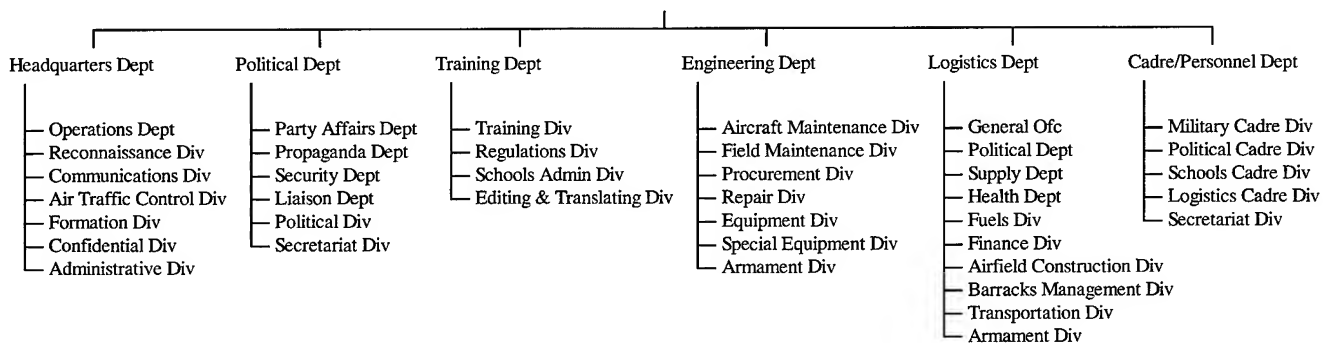 Headquarters Dept
Operations Dept
Reconnaissance Div
Communications Div
Air Traffic Control Div
Formation Div
Confidential Div
Administrative Div
Political Dept
Party Affairs Dept
Propaganda Dept
Security Dept
Liaison Dept
Political Div
Secretariat Div
Training Dept
Training Div
Regulations Div
Schools Admin Div
Editing & Translating Div
Engineering Dept
Aircraft Maintenance Div
Field Maintenance Div
Procurement Div
Repair Div
Equipment Div
Special Equipment Div
Armament Div
Logistics Dept
General Ofc
Political Dept
Supply Dept
Health Dept
Fuels Div
Finance Div
Airfield Construction Div
Barracks Management Div
Transportation Div
Armament Div
Cadre/Personnel Dept
Military Cadre Div
Political Cadre Div
Schools Cadre Div
Logistics Cadre Div
Secretariat Div